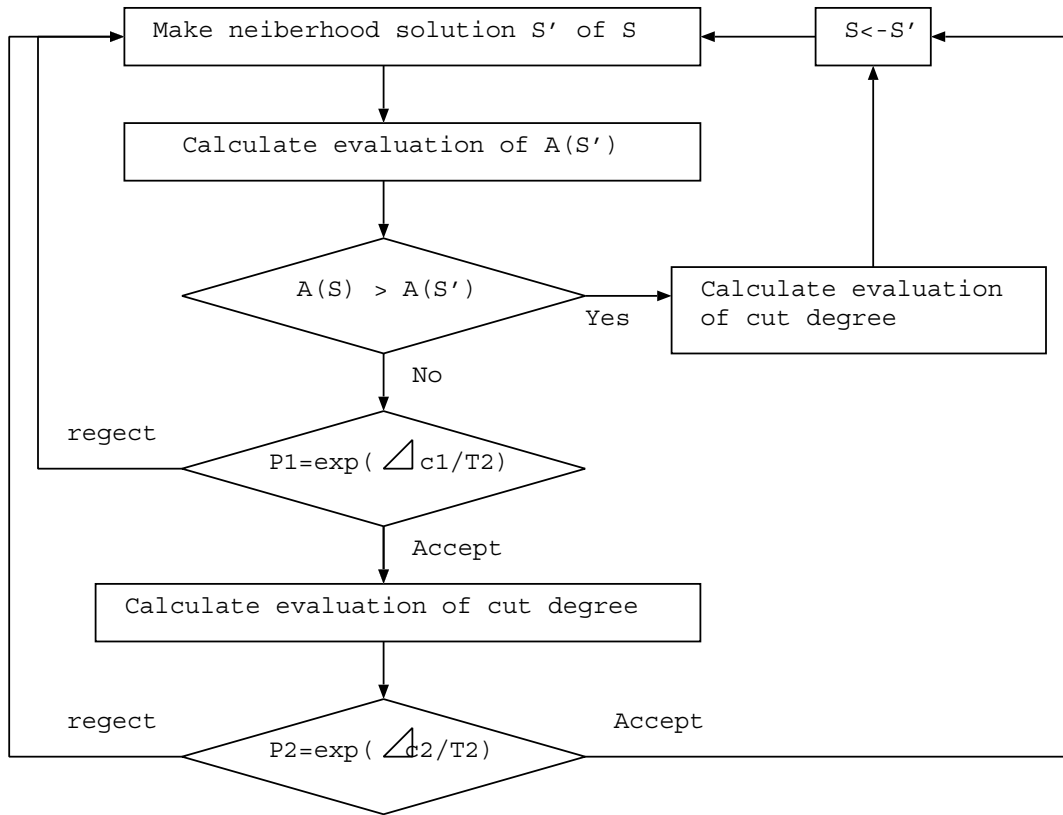 Make neiberhood solution S' of S
S<-S'
Calculate evaluation of A(S')
A(S) > A(S')
Yes
Calculate evaluation
of cut degree
No
regect
P1=exp( ⊿c1/T2)
Accept
Calculate evaluation of cut degree
regect
P2=exp( ⊿c2/T2)
Accept